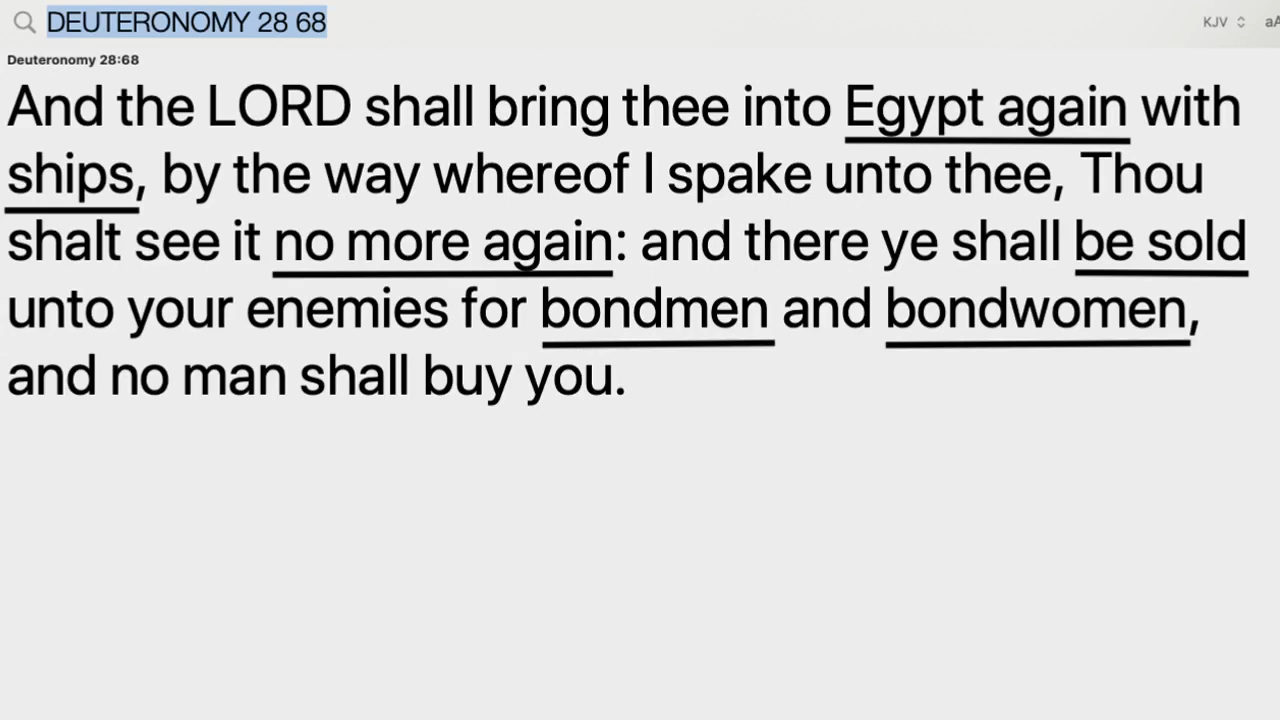 DEUTERONOMY 28 68 KJV
Deuteronomy 28:68
And the LORD shall bring thee into Egypt again with
ships, by the way whereof I spake unto thee, Thou
shalt see it no more again: and there ye shall be sold
unto your enemies for bondmen and bondwomen,
and no man shall buy you.